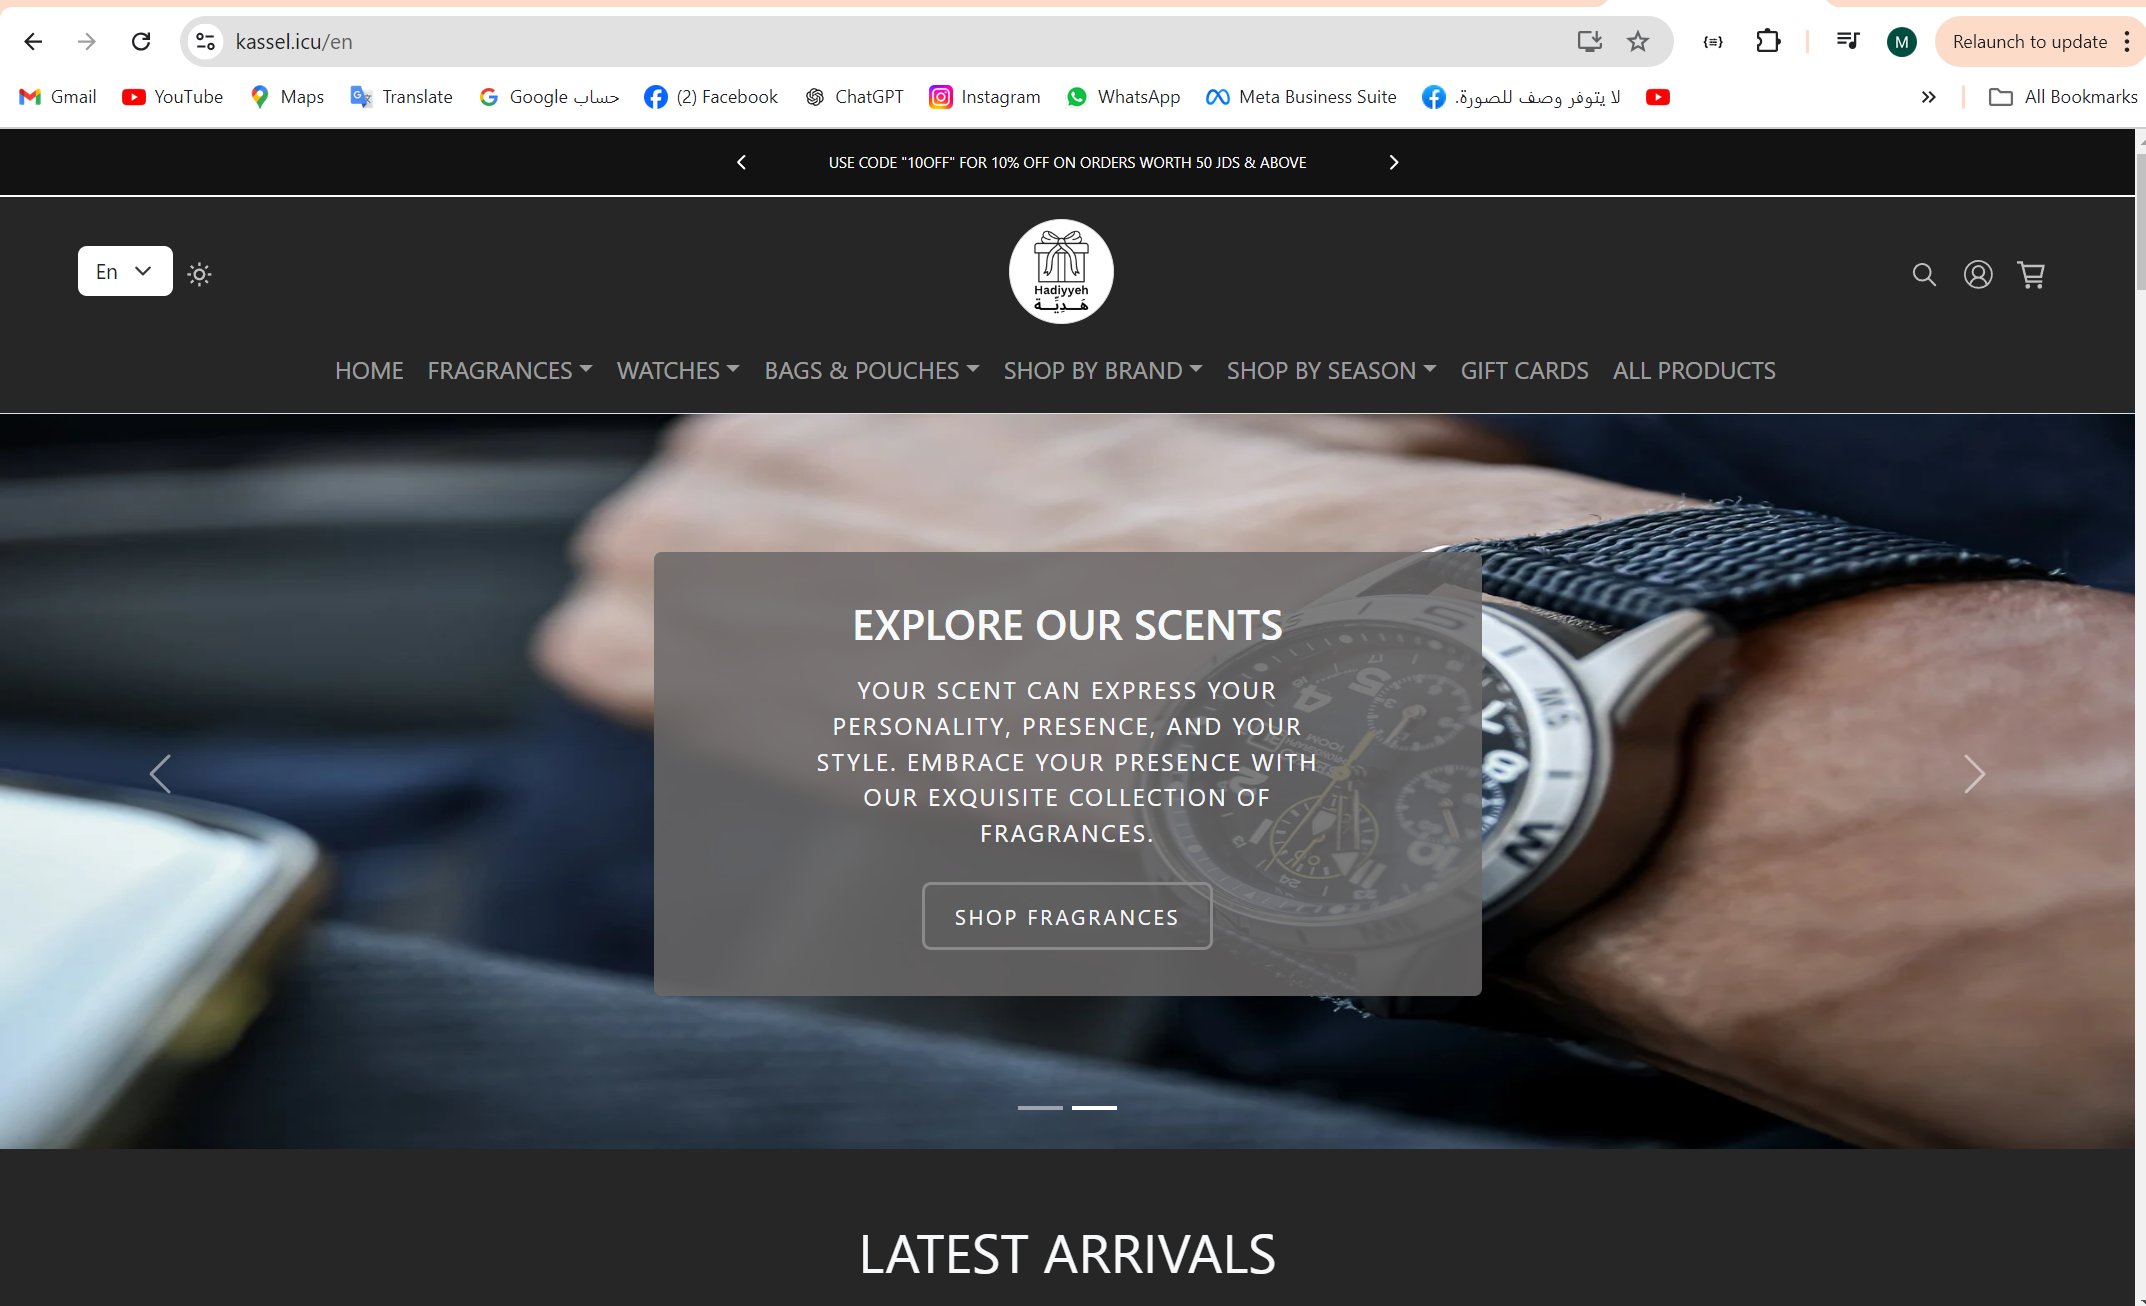 kassel.icu/en
M
Relaunch to update
Gmail
YouTube
Maps
Translate
حساب Google
(2) Facebook
ChatGPT
Instagram
WhatsApp
Meta Business Suite
لا يتوفر وصف للصورة.
All Bookmarks
USE CODE "10OFF" FOR 10% OFF ON ORDERS WORTH 50 JDS & ABOVE
En
Hadiyyeh
هَـدِيَّـة
HOME
FRAGRANCES
WATCHES
BAGS & POUCHES
SHOP BY BRAND
SHOP BY SEASON
GIFT CARDS
ALL PRODUCTS
EXPLORE OUR SCENTS
YOUR SCENT CAN EXPRESS YOUR
PERSONALITY, PRESENCE, AND YOUR
STYLE. EMBRACE YOUR PRESENCE WITH
OUR EXQUISITE COLLECTION OF
FRAGRANCES.
SHOP FRAGRANCES
LATEST ARRIVALS